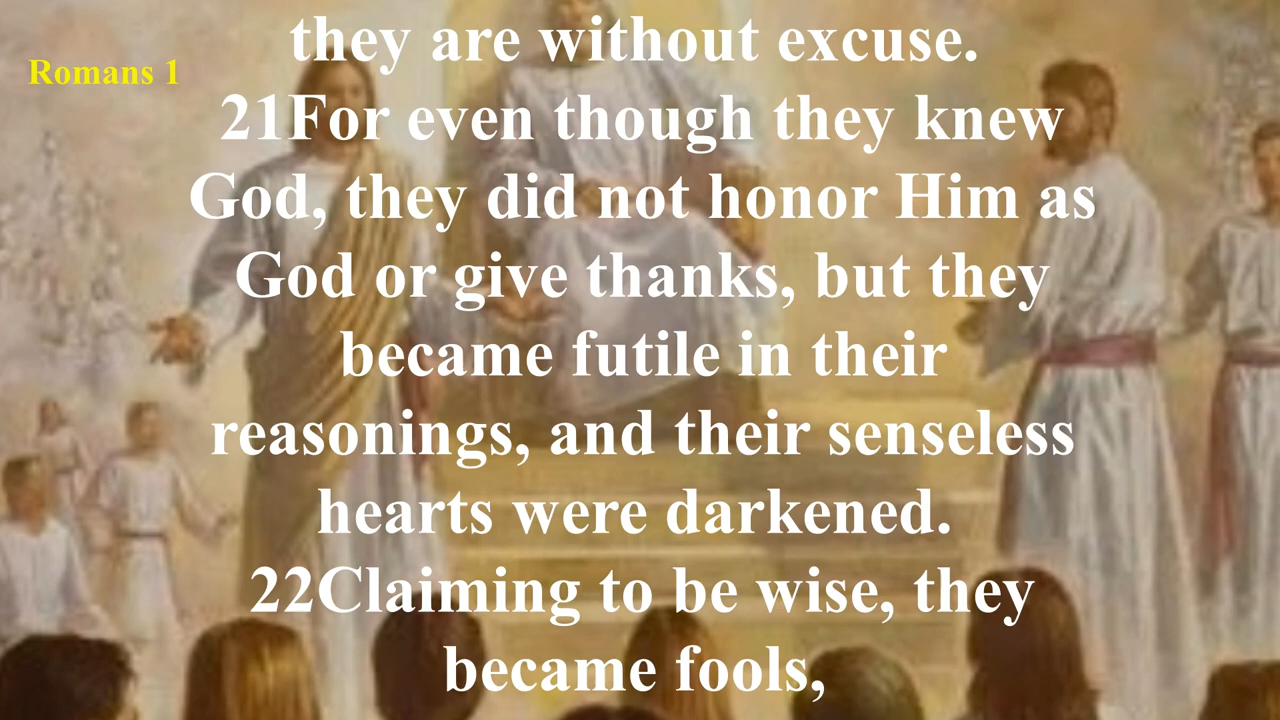 they are without excuse.
Romans 1
21For even though they knew
God, they did not honor Him as
God or give thanks, but they
became futile in their
reasonings, and their senseless
hearts were darkened.
22Claiming to be wise, they
became fools,